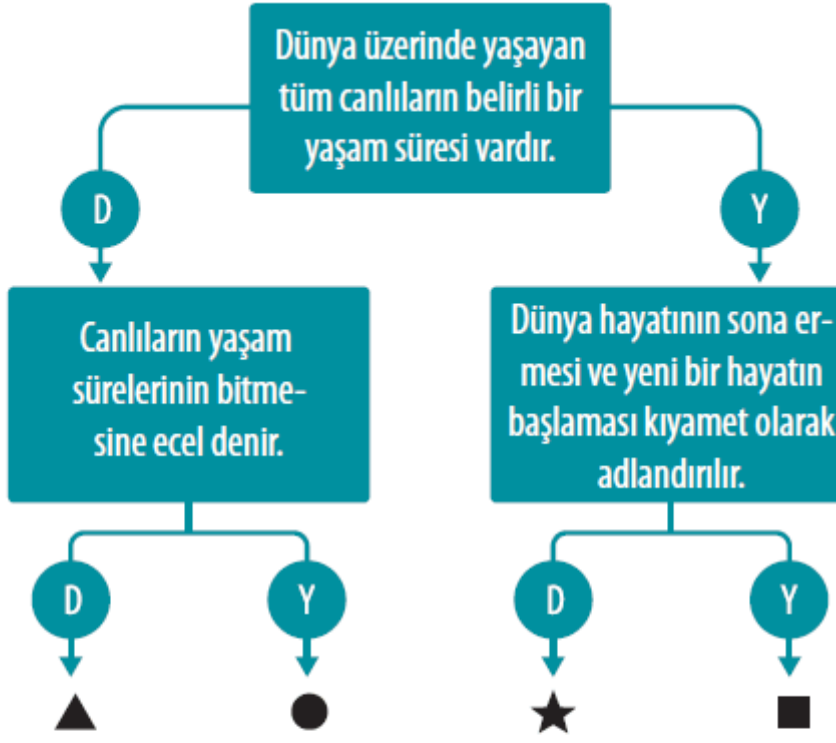 Dünya üzerinde yaşayan
tüm canlıların belirli bir
yaşam süresi vardır.
D
Y
Canlıların yaşam
sürelerinin bitme-
sine ecel denir.
Dünya hayatının sona er-
mesi ve yeni bir hayatın
başlaması kıyamet olarak
adlandırılır.
D
Y
D
Y